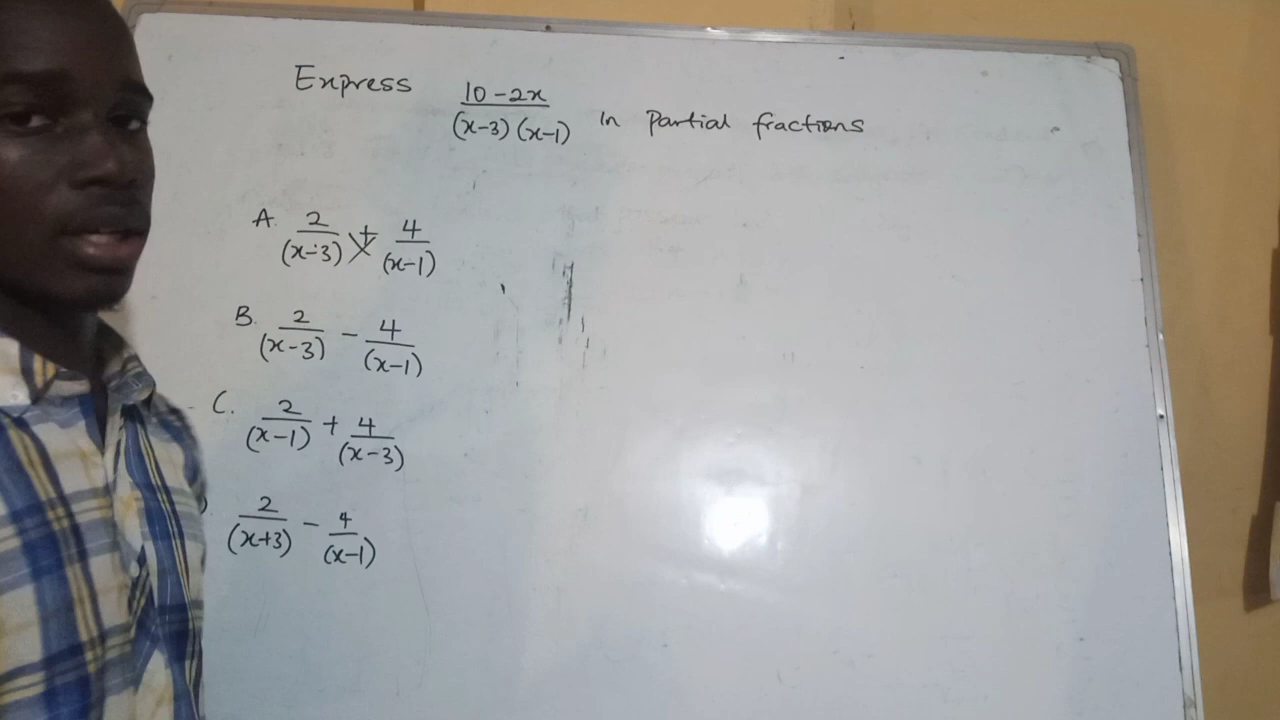 Express (10-2x)/((x-3)(x-1)) in Partial fractions
A. 2/(x-3) + 4/(x-1)
B. 2/(x-3) - 4/(x-1)
C. 2/(x-1) + 4/(x-3)
2/(x+3) - 4/(x-1)